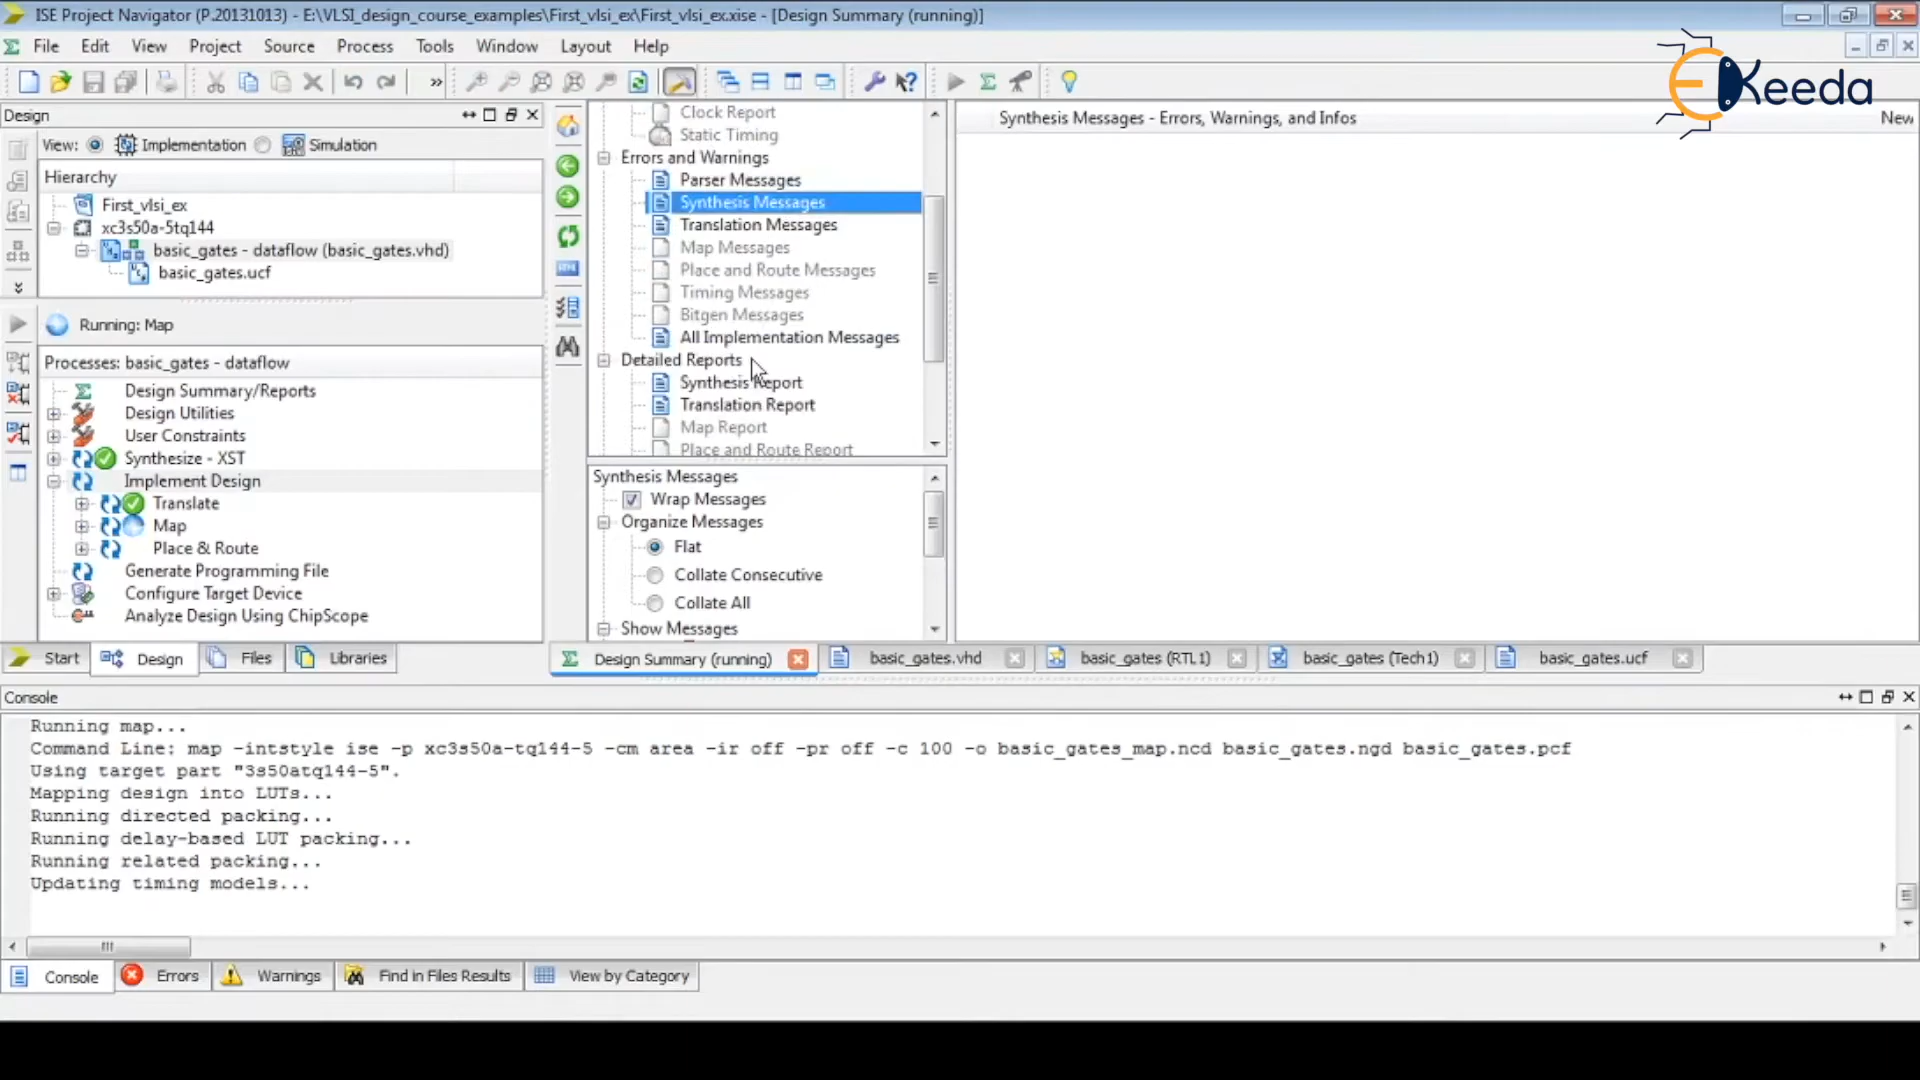 ISE Project Navigator (P.20131013) - E:\VLSI_design_course_examples\First_vlsi_ex\First_vlsi_ex.xise - [Design Summary (running)]
File Edit View Project Source Process Tools Window Layout Help
EKeeda
Design
View: Implementation Simulation
Hierarchy
First_vlsi_ex
xc3s50a-5tq144
basic_gates - dataflow (basic_gates.vhd)
basic_gates.ucf
Running: Map
Processes: basic_gates - dataflow
Design Summary/Reports
Design Utilities
User Constraints
Synthesize - XST
Implement Design
Translate
Map
Place & Route
Generate Programming File
Configure Target Device
Analyze Design Using ChipScope
Start Design Files Libraries
Clock Report
Static Timing
Errors and Warnings
Parser Messages
Synthesis Messages
Translation Messages
Map Messages
Place and Route Messages
Timing Messages
Bitgen Messages
All Implementation Messages
Detailed Reports
Synthesis Report
Translation Report
Map Report
Place and Route Report
Synthesis Messages
Wrap Messages
Organize Messages
Flat
Collate Consecutive
Collate All
Show Messages
Synthesis Messages - Errors, Warnings, and Infos New
Design Summary (running) basic_gates.vhd basic_gates (RTL1) basic_gates (Tech1) basic_gates.ucf
Console
Running map...
Command Line: map -intstyle ise -p xc3s50a-tq144-5 -cm area -ir off -pr off -c 100 -o basic_gates_map.ncd basic_gates.ngd basic_gates.pcf
Using target part "3s50atq144-5".
Mapping design into LUTs...
Running directed packing...
Running delay-based LUT packing...
Running related packing...
Updating timing models...
Console Errors Warnings Find in Files Results View by Category